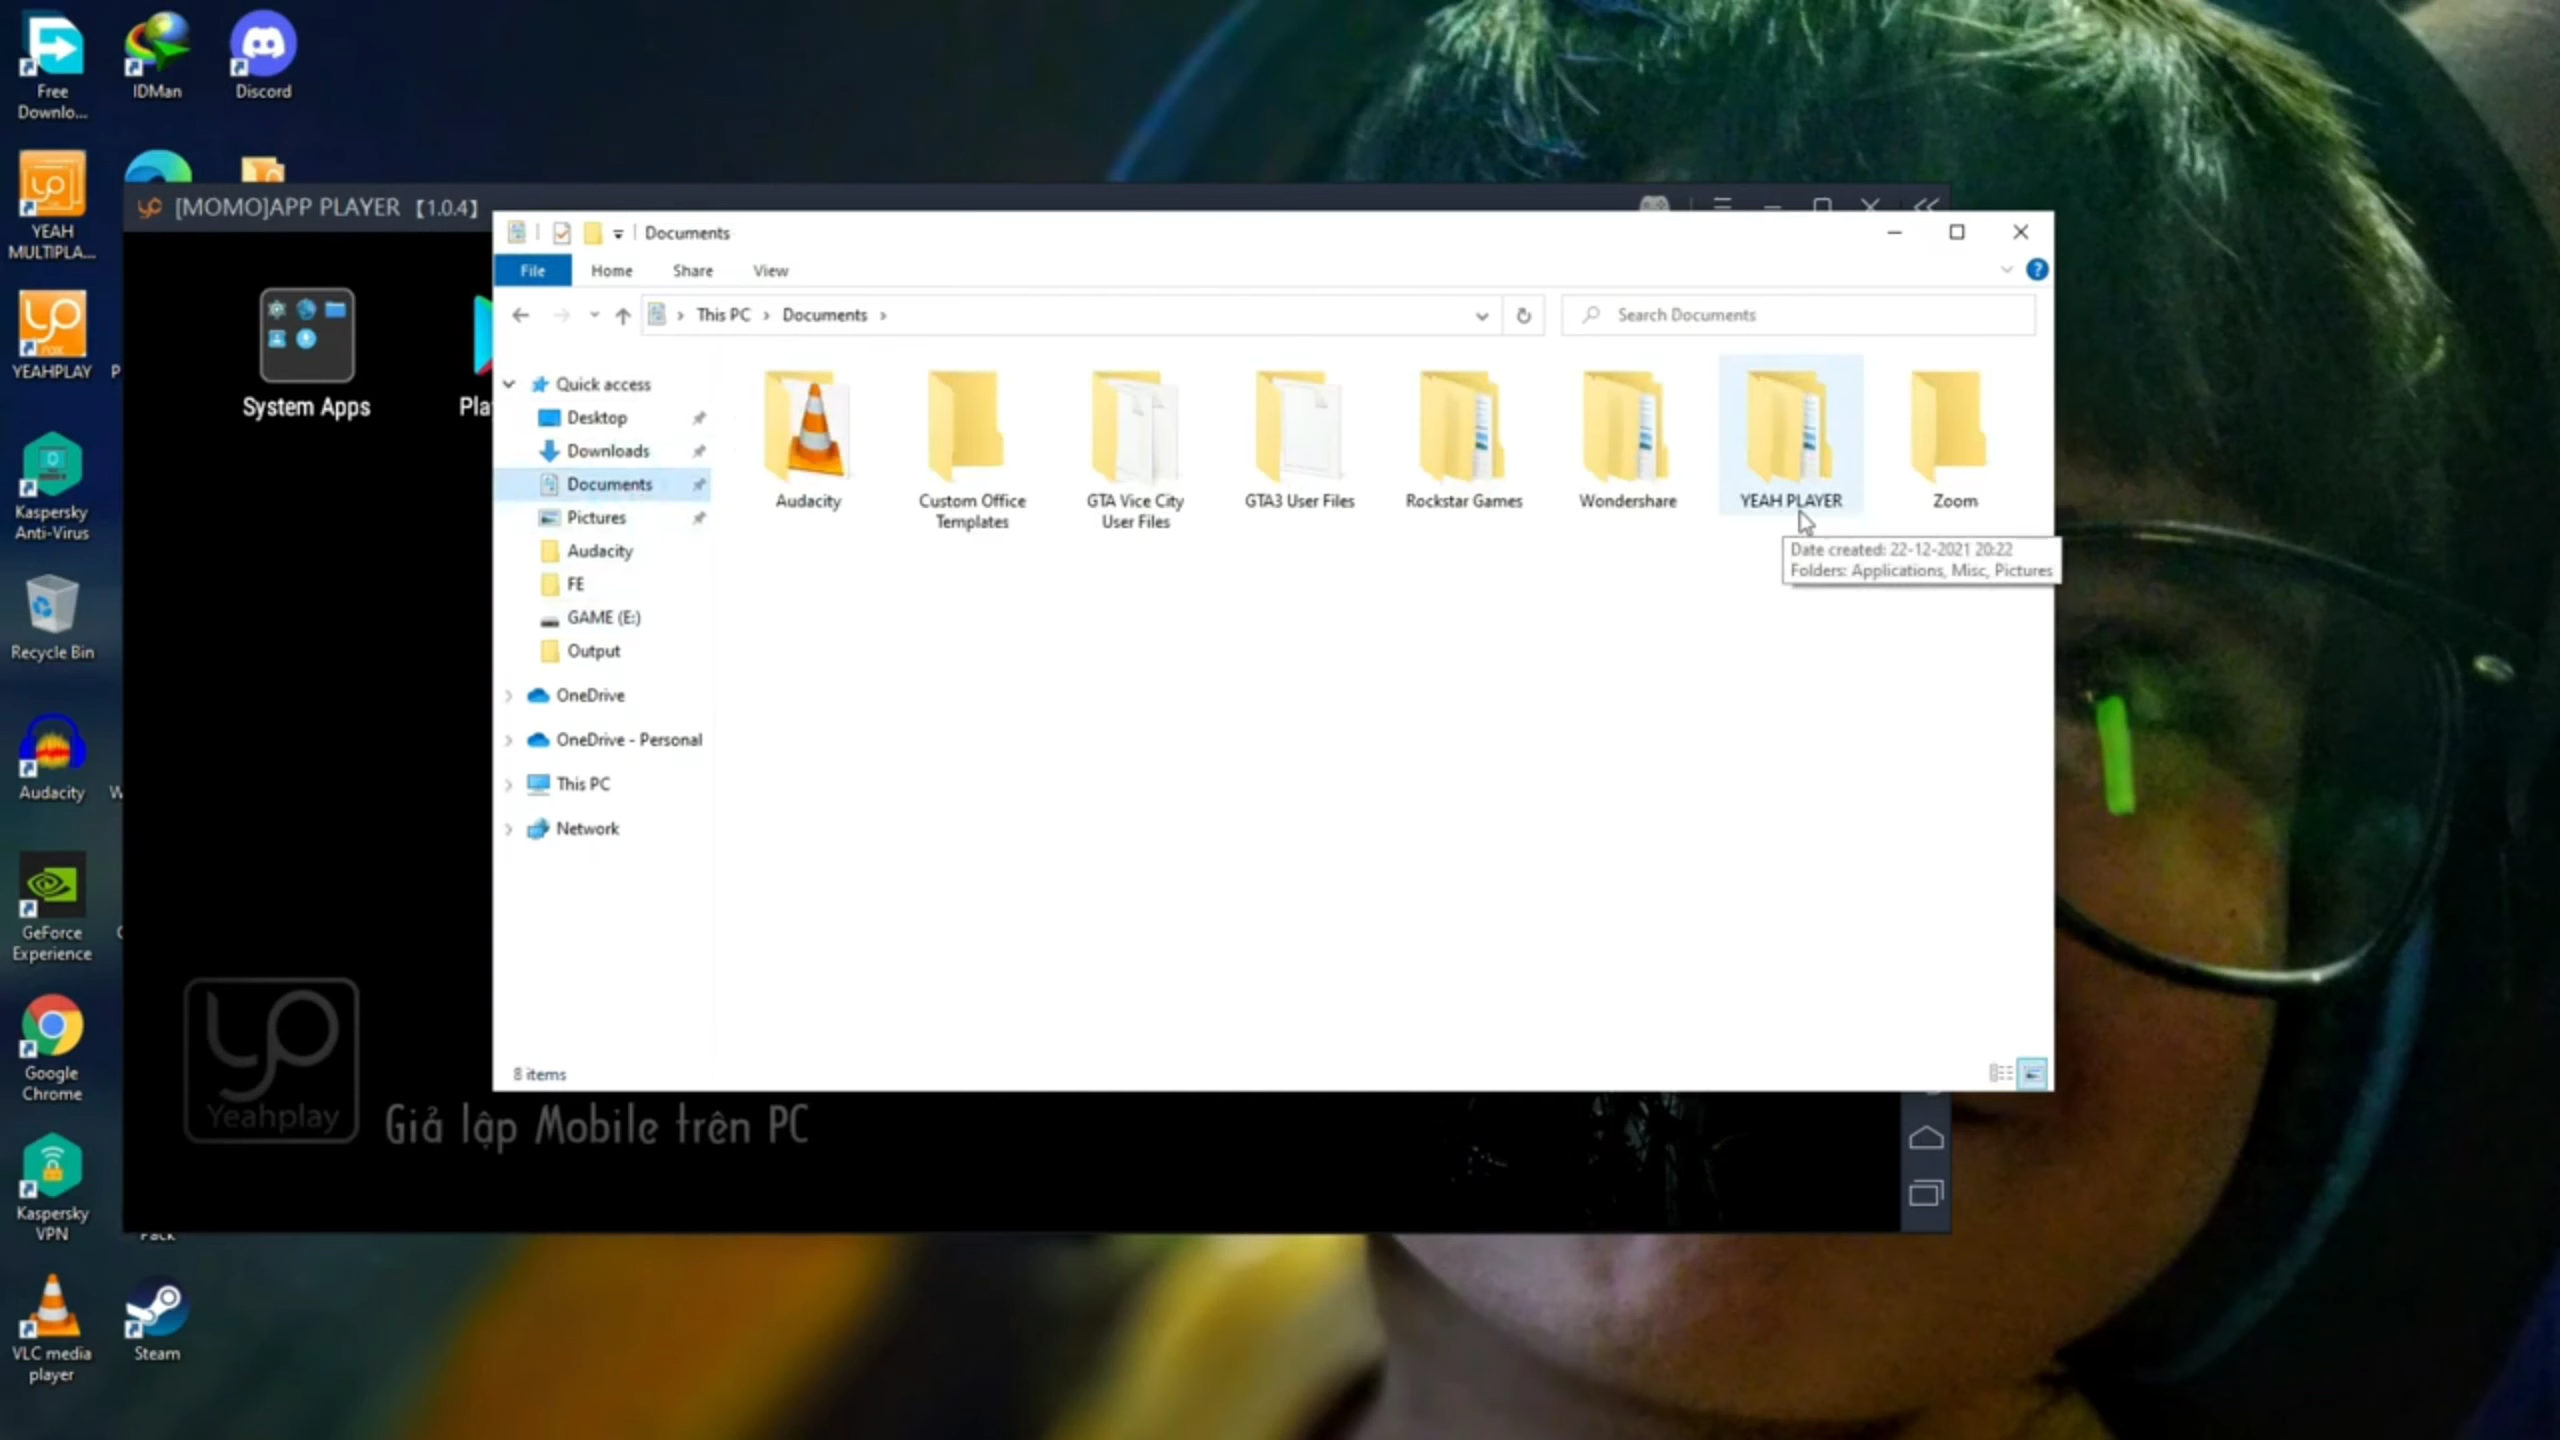 Free
Downlo...
IDMan
Discord
YEAH
MULTIPLA...
YEAHPLAY
P
Kaspersky
Anti-Virus
Recycle Bin
Audacity
W
GeForce
Experience
Google
Chrome
Kaspersky
VPN
Pack
VLC media
player
Steam
[MOMO]APP PLAYER 【1.0.4】
System Apps
Pla
Yeahplay
Giả lập Mobile trên PC
Documents
File Home Share View
This PC Documents
Search Documents
Quick access
Desktop
Downloads
Documents
Pictures
Audacity
FE
GAME (E:)
Output
OneDrive
OneDrive - Personal
This PC
Network
Audacity
Custom Office
Templates
GTA Vice City
User Files
GTA3 User Files
Rockstar Games
Wondershare
YEAH PLAYER
Zoom
Date created: 22-12-2021 20:22
Folders: Applications, Misc, Pictures
8 items